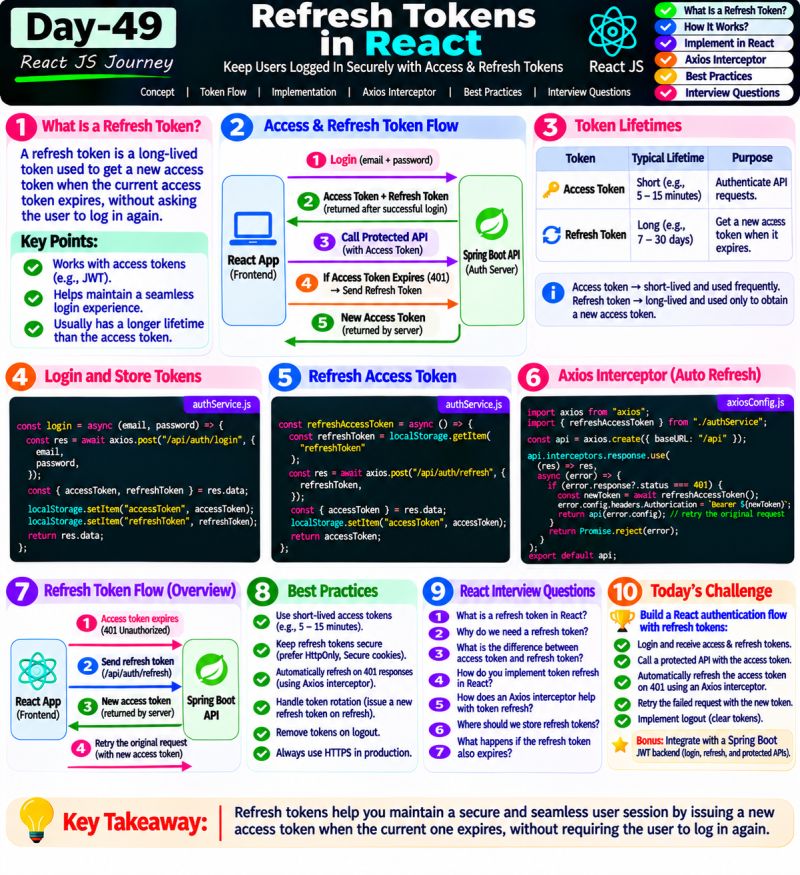 Day-49
React JS Journey
Refresh Tokens
in React
Keep Users Logged In Securely with Access & Refresh Tokens
Concept | Token Flow | Implementation | Axios Interceptor | Best Practices | Interview Questions
React JS
What Is a Refresh Token?
How It Works?
Implement in React
Axios Interceptor
Best Practices
Interview Questions
1 What Is a Refresh Token?
A refresh token is a long-lived
token used to get a new access
token when the current access
token expires, without asking
the user to log in again.
Key Points:
Works with access tokens
(e.g., JWT).
Helps maintain a seamless
login experience.
Usually has a longer lifetime
than the access token.
2 Access & Refresh Token Flow
React App
(Frontend)
1 Login (email + password)
2 Access Token + Refresh Token
(returned after successful login)
3 Call Protected API
(with Access Token)
4 If Access Token Expires (401)
→ Send Refresh Token
5 New Access Token
(returned by server)
Spring Boot API
(Auth Server)
3 Token Lifetimes
Token Typical Lifetime Purpose
Access Token Short (e.g.,
5 – 15 minutes) Authenticate API
requests.
Refresh Token Long (e.g.,
7 – 30 days) Get a new access
token when it
expires.
i Access token → short-lived and used frequently.
Refresh token → long-lived and used only to obtain
a new access token.
4 Login and Store Tokens
authService.js
const login = async (email, password) => {
const res = await axios.post("/api/auth/login", {
email,
password,
});
const { accessToken, refreshToken } = res.data;
localStorage.setItem("accessToken", accessToken);
localStorage.setItem("refreshToken", refreshToken);
return res.data;
};
5 Refresh Access Token
authService.js
const refreshAccessToken = async () => {
const refreshToken = localStorage.getItem(
"refreshToken"
);
const res = await axios.post("/api/auth/refresh", {
refreshToken,
});
const { accessToken } = res.data;
localStorage.setItem("accessToken", accessToken);
return accessToken;
};
6 Axios Interceptor (Auto Refresh)
axiosConfig.js
import axios from "axios";
import { refreshAccessToken } from "./authService";
const api = axios.create({ baseURL: "/api" });
api.interceptors.response.use(
(res) => res,
async (error) => {
if (error.response?.status === 401) {
const newToken = await refreshAccessToken();
error.config.headers.Authorication = `Bearer ${newToken}`;
return api(error.config); // retry the original request
}
return Promise.reject(error);
}
);
export default api;
7 Refresh Token Flow (Overview)
React App
(Frontend)
1 Access token expires
(401 Unauthorized)
2 Send refresh token
(/api/auth/refresh)
3 New access token
(returned by server)
4 Retry the original request
(with new access token)
Spring Boot
API
8 Best Practices
Use short-lived access tokens
(e.g., 5 – 15 minutes).
Keep refresh tokens secure
(prefer HttpOnly, Secure cookies).
Automatically refresh on 401 responses
(using Axios interceptor).
Handle token rotation (issue a new
refresh token on refresh).
Remove tokens on logout.
Always use HTTPS in production.
9 React Interview Questions
1 What is a refresh token in React?
2 Why do we need a refresh token?
3 What is the difference between
access token and refresh token?
4 How do you implement token refresh
in React?
5 How does an Axios interceptor help
with token refresh?
6 Where should we store refresh tokens?
7 What happens if the refresh token
also expires?
10 Today's Challenge
Build a React authentication flow
with refresh tokens:
Login and receive access & refresh tokens.
Call a protected API with the access token.
Automatically refresh the access token
on 401 using an Axios interceptor.
Retry the failed request with the new token.
Implement logout (clear tokens).
Bonus: Integrate with a Spring Boot
JWT backend (login, refresh, and protected APIs).
Key Takeaway:
Refresh tokens help you maintain a secure and seamless user session by issuing a new
access token when the current one expires, without requiring the user to log in again.